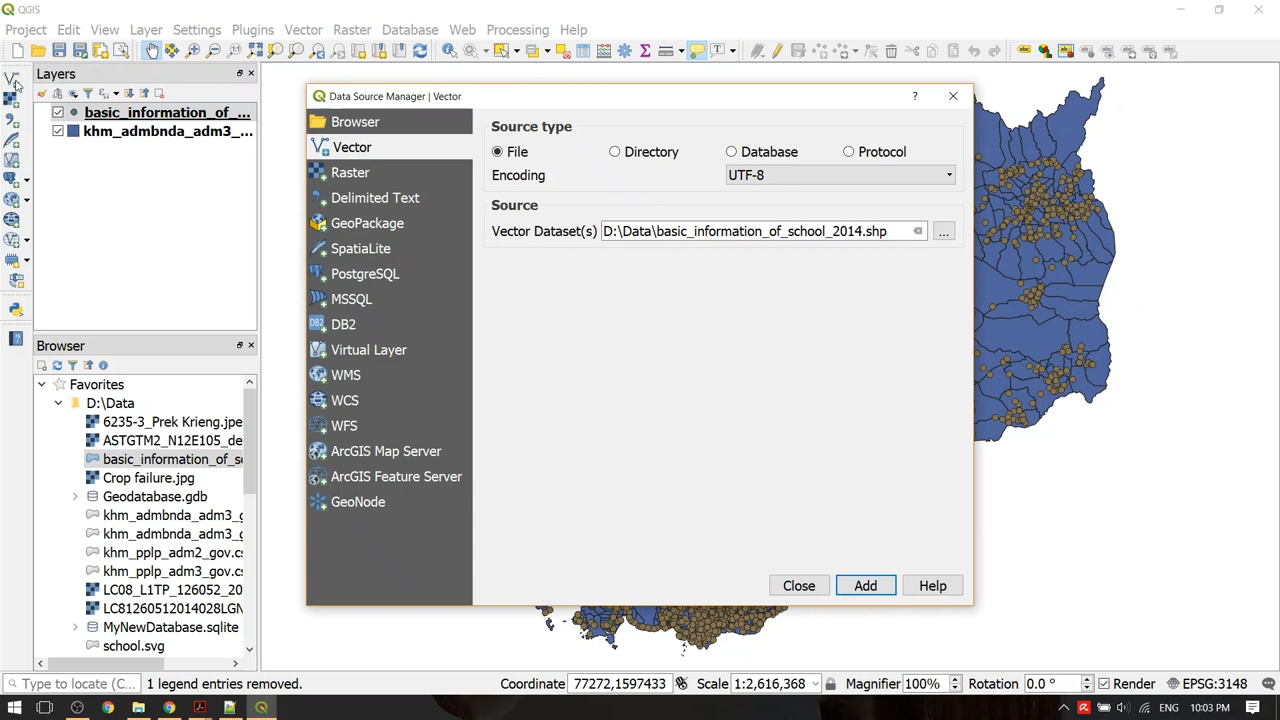 QGIS
Project Edit View Layer Settings Plugins Vector Raster Database Web Processing Help
Layers
basic_information_of_...
khm_admbnda_adm3_...
Browser
Favorites
D:\Data
6235-3_Prek Krieng.jpe
ASTGTM2_N12E105_de
basic_information_of_s
Crop failure.jpg
Geodatabase.gdb
khm_admbnda_adm3_g
khm_admbnda_adm3_g
khm_pplp_adm2_gov.cs
khm_pplp_adm3_gov.cs
LC08_L1TP_126052_20
LC81260512014028LGN
MyNewDatabase.sqlite
school.svg
Data Source Manager | Vector
?
Browser
Vector
Raster
Delimited Text
GeoPackage
SpatiaLite
PostgreSQL
MSSQL
DB2
Virtual Layer
WMS
WCS
WFS
ArcGIS Map Server
ArcGIS Feature Server
GeoNode
Source type
File Directory Database Protocol
Encoding UTF-8
Source
Vector Dataset(s) D:\Data\basic_information_of_school_2014.shp ...
Close Add Help
Type to locate (C... 1 legend entries removed. Coordinate 77272,1597433 Scale 1:2,616,368 Magnifier 100% Rotation 0.0 ° Render EPSG:3148
ENG 10:03 PM